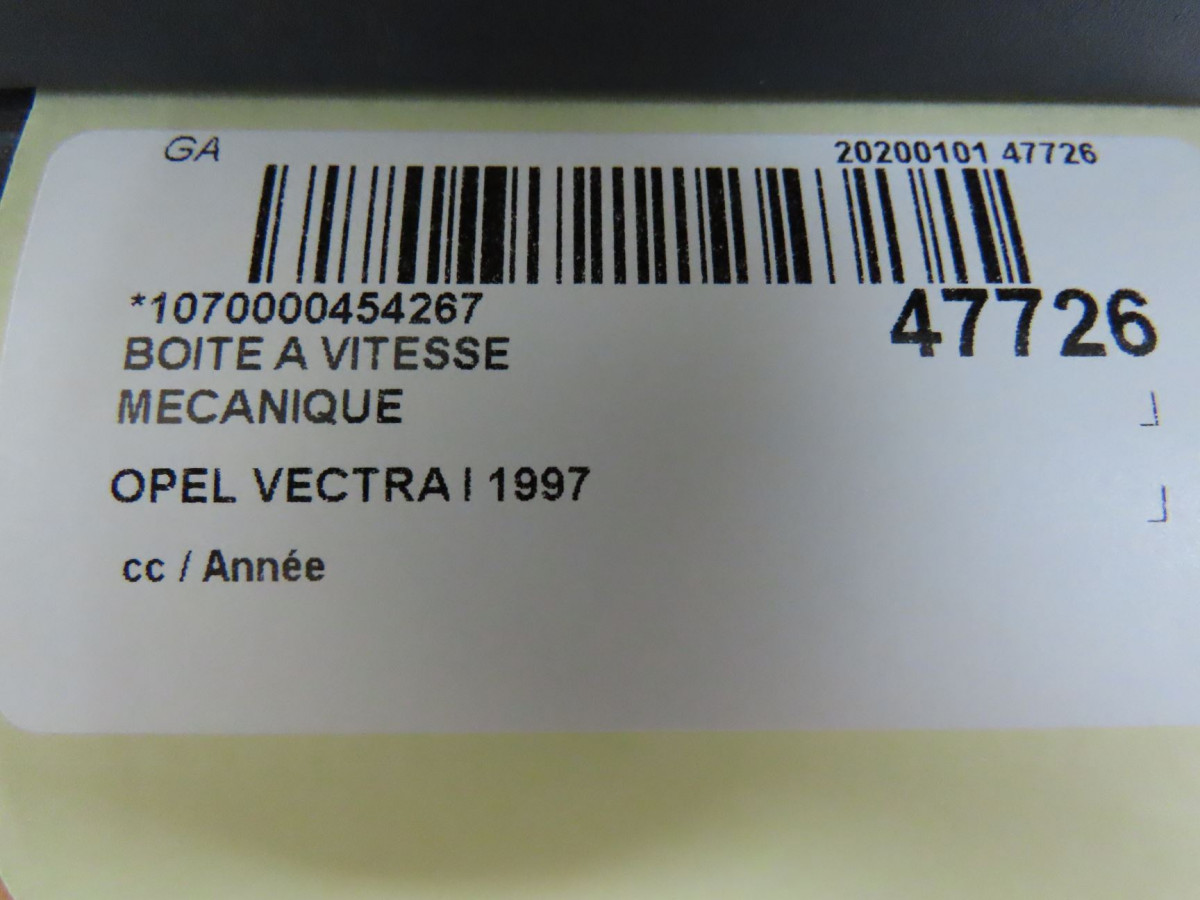 GA
20200101 47726
*1070000454267
47726
BOITE A VITESSE
MECANIQUE
OPEL VECTRA I 1997
cc / Année